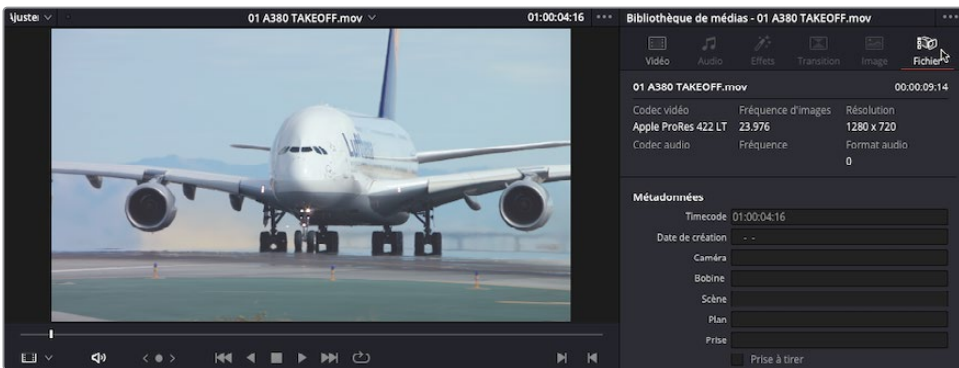 01 A380 TAKEOFF.mov
01:00:04:16
Bibliothèque de médias - 01 A380 TAKEOFF.mov
Vidéo
Audio
Effets
Transition
Image
Fichier
01 A380 TAKEOFF.mov
00:00:09:14
Codec vidéo
Fréquence d'images
Résolution
Apple ProRes 422 LT
23.976
1280 x 720
Codec audio
Fréquence
Format audio
0
Métadonnées
Timecode 01:00:04:16
Date de création - -
Caméra
Bobine
Scène
Plan
Prise
Prise à tirer